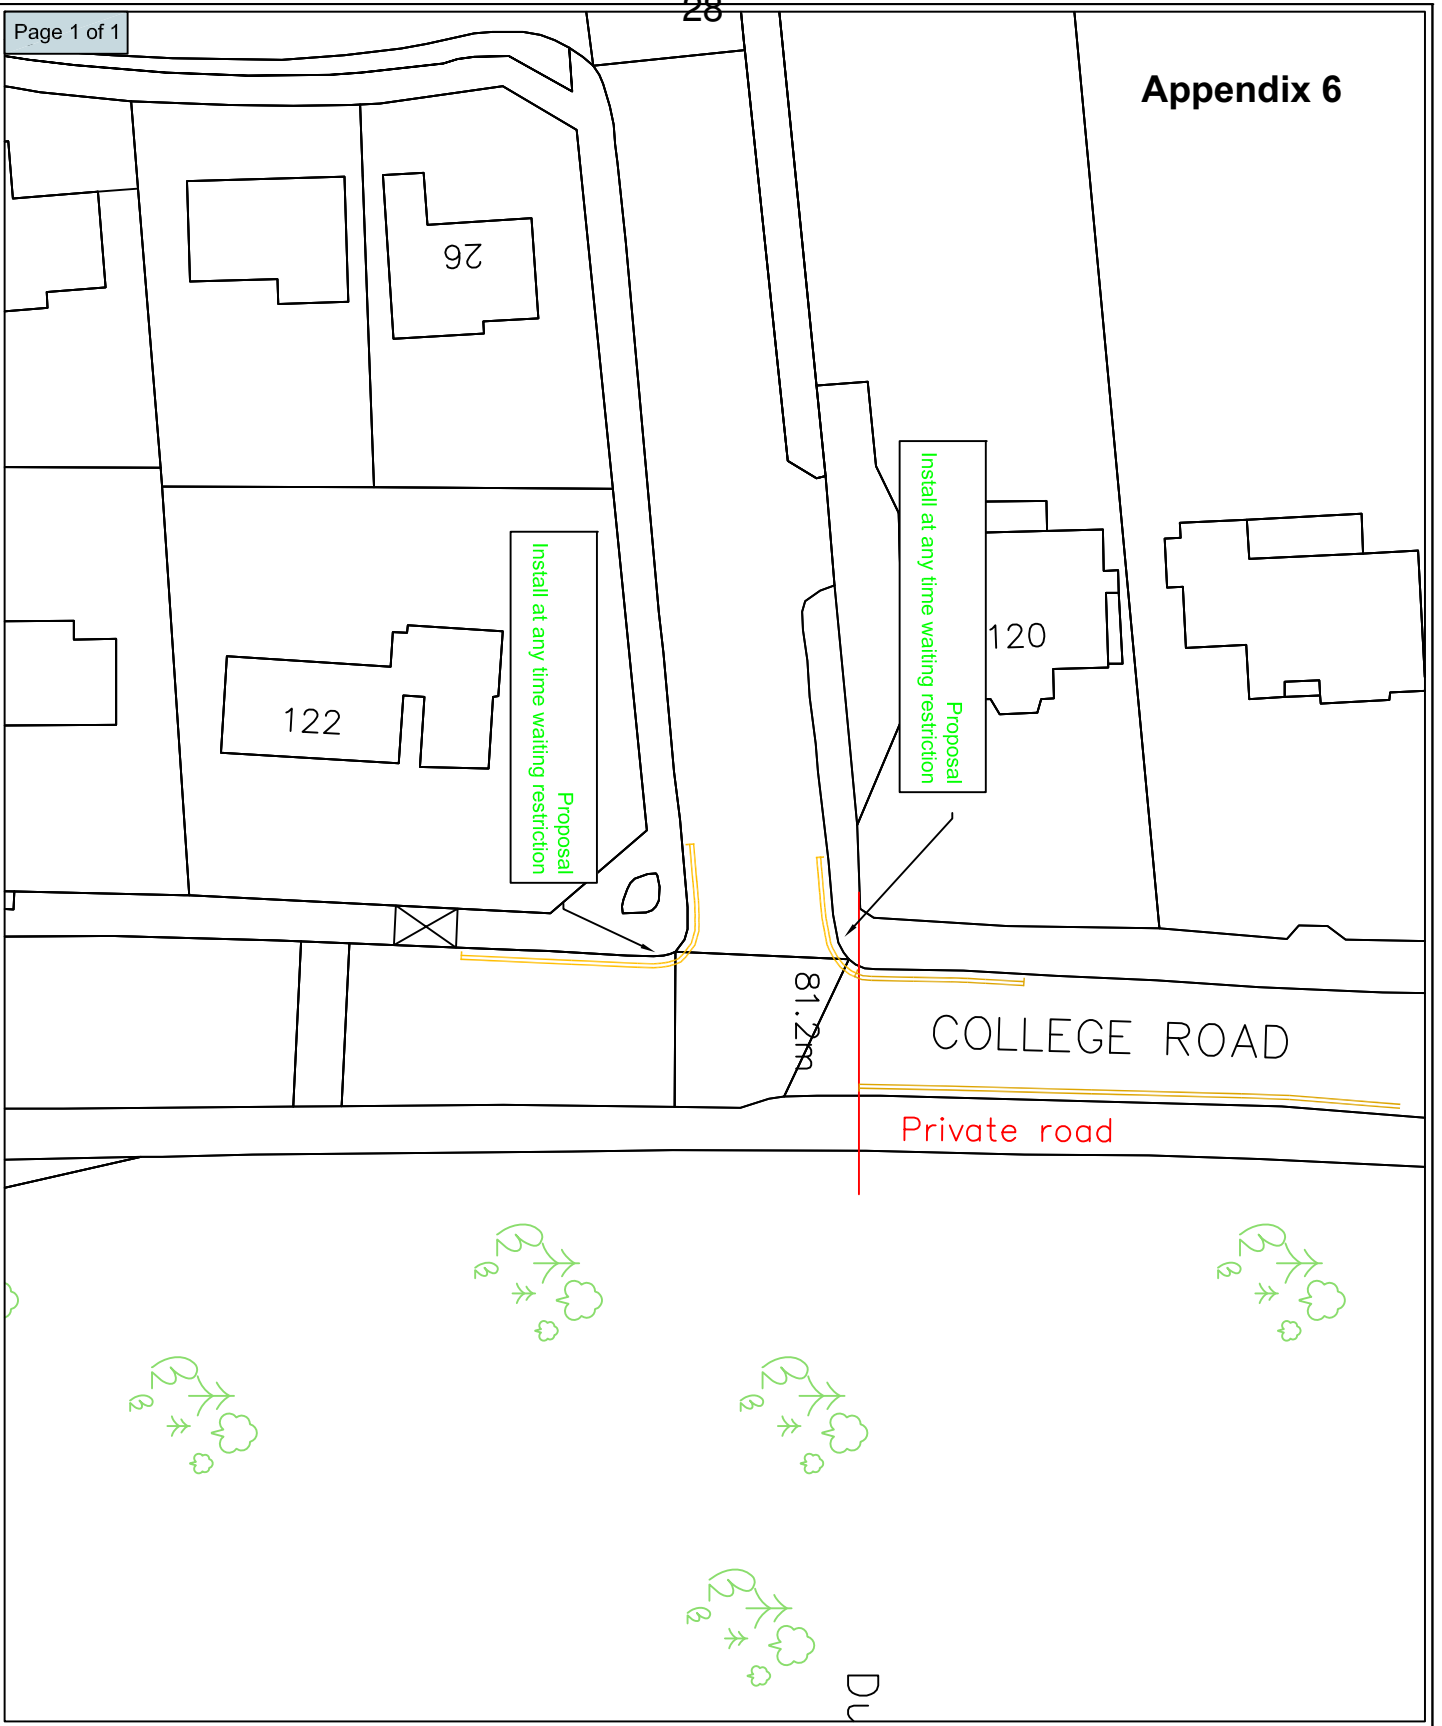 28
Page 1 of 1
Appendix 6
26
Proposal
Install at any time waiting restriction
120
Proposal
Install at any time waiting restriction
122
81.2m
COLLEGE ROAD
Private road
Du